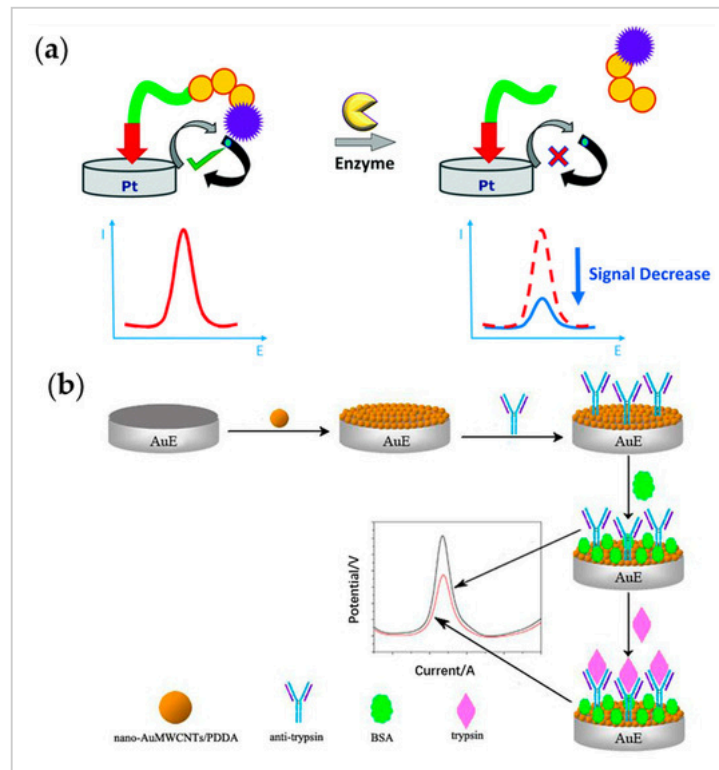 (a)
Pt
Enzyme
Pt
I
E
I
Signal Decrease
E
(b)
AuE
AuE
AuE
AuE
Potential/V
Current/A
AuE
nano-AuMWCNTs/PDDA
anti-trypsin
BSA
trypsin